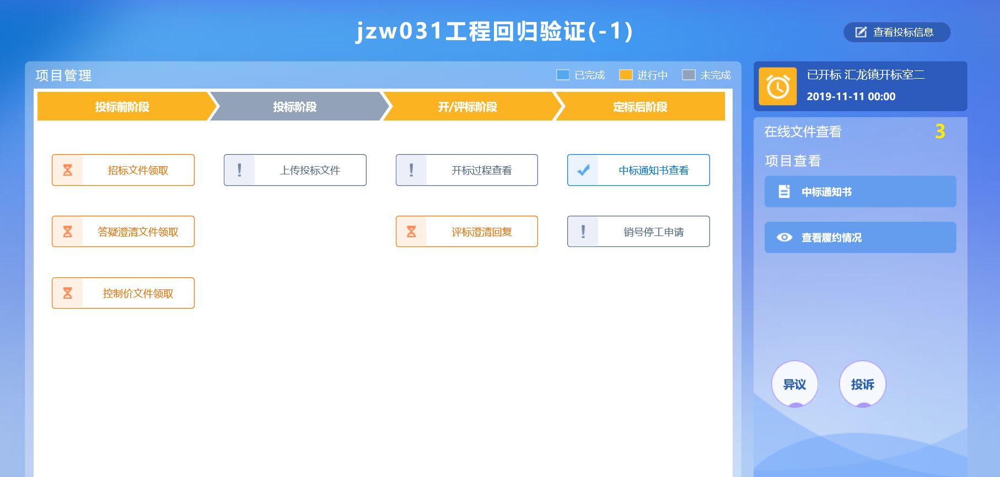 jzw031工程回归验证(-1)
查看投标信息
项目管理
已完成
进行中
未完成
投标前阶段
投标阶段
开/评标阶段
定标后阶段
招标文件领取
上传投标文件
开标过程查看
中标通知书查看
答疑澄清文件领取
评标澄清回复
销号停工申请
控制价文件领取
已开标 汇龙镇开标室二
2019-11-11 00:00
在线文件查看
3
项目查看
中标通知书
查看履约情况
异议
投诉